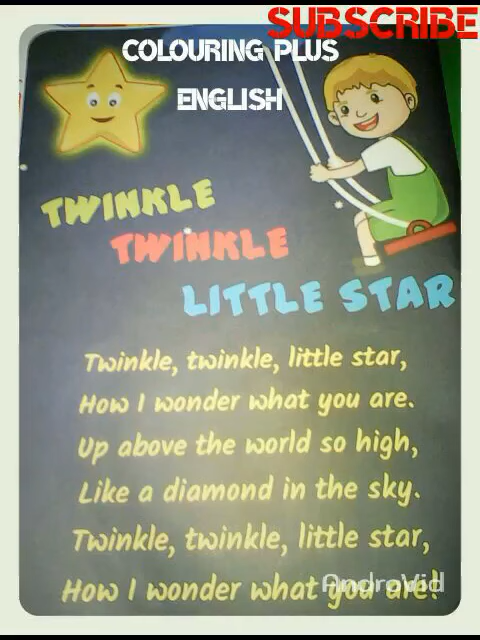 SUBSCRIBE
COLOURING PLUS
ENGLISH
TWINKLE
TWINKLE
LITTLE STAR
Twinkle, twinkle, little star,
How I wonder what you are.
Up above the world so high,
Like a diamond in the sky.
Twinkle, twinkle, little star,
How I wonder what you are!
AndroVid